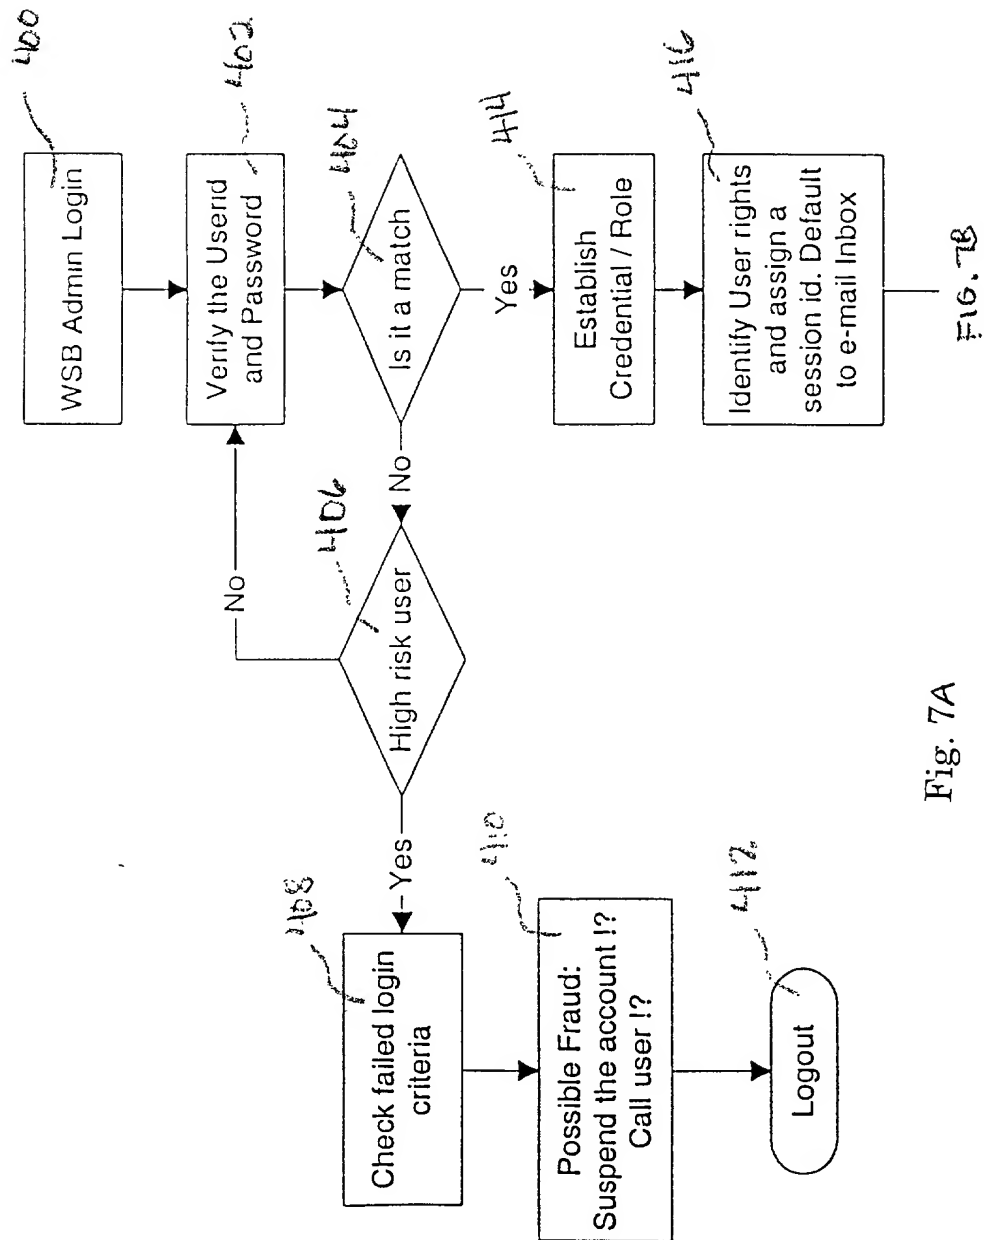 400
WSB Admin Login
402
Verify the Userid
and Password
404
Is it a match
No
Yes
406
High risk user
No
Yes
408
Check failed login
criteria
410
Possible Fraud:
Suspend the account !?
Call user !?
412
Logout
414
Establish
Credential / Role
416
Identify User rights
and assign a
session id. Default
to e-mail Inbox
FIG. 7B
Fig. 7A